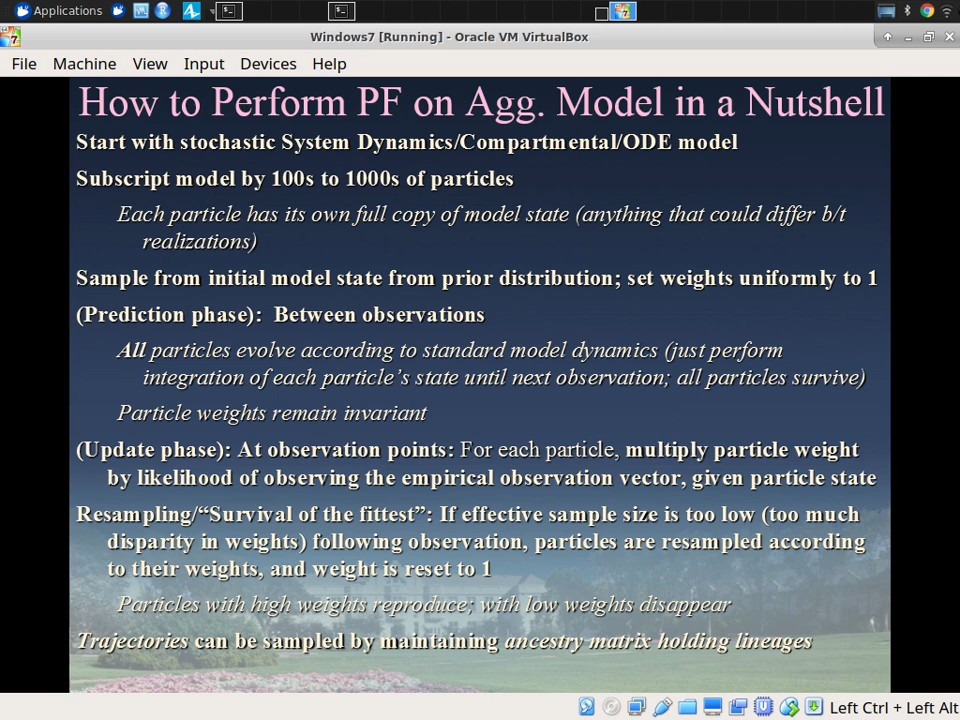 Applications
Windows7 [Running] - Oracle VM VirtualBox
File Machine View Input Devices Help
How to Perform PF on Agg. Model in a Nutshell
Start with stochastic System Dynamics/Compartmental/ODE model
Subscript model by 100s to 1000s of particles
Each particle has its own full copy of model state (anything that could differ b/t
realizations)
Sample from initial model state from prior distribution; set weights uniformly to 1
(Prediction phase): Between observations
All particles evolve according to standard model dynamics (just perform
integration of each particle's state until next observation; all particles survive)
Particle weights remain invariant
(Update phase): At observation points: For each particle, multiply particle weight
by likelihood of observing the empirical observation vector, given particle state
Resampling/“Survival of the fittest”: If effective sample size is too low (too much
disparity in weights) following observation, particles are resampled according
to their weights, and weight is reset to 1
Particles with high weights reproduce; with low weights disappear
Trajectories can be sampled by maintaining ancestry matrix holding lineages
Left Ctrl + Left Alt